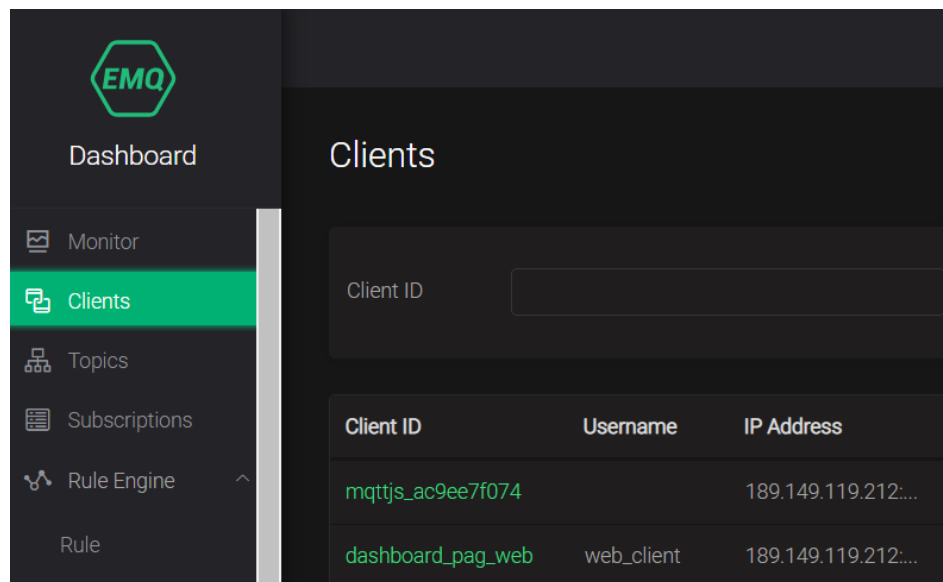 EMQ
Dashboard
Monitor
Clients
Topics
Subscriptions
Rule Engine
Rule
Clients
Client ID
Client ID Username IP Address
mqttjs_ac9ee7f074 189.149.119.212:...
dashboard_pag_web web_client 189.149.119.212:...